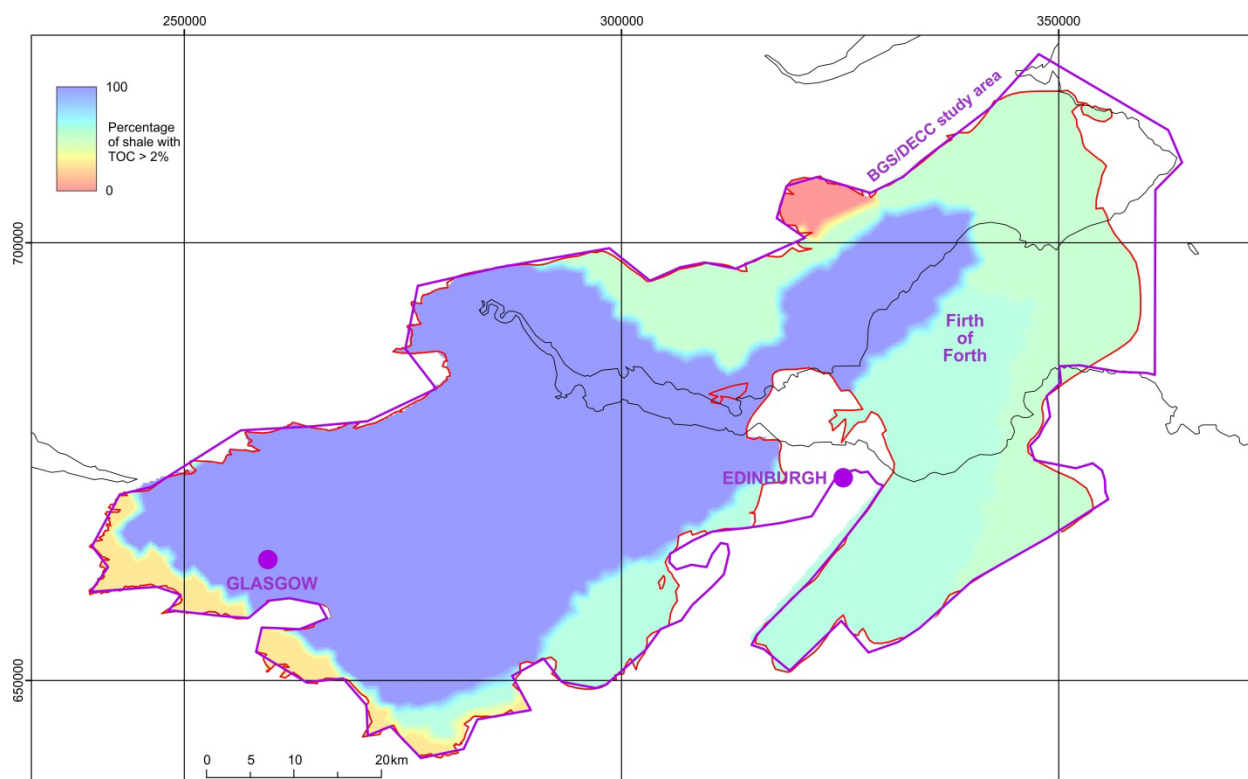 250000
300000
350000
100
Percentage
of shale with
TOC > 2%
0
BGS/DECC study area
700000
Firth
of
Forth
EDINBURGH
GLASGOW
650000
0 5 10 20km